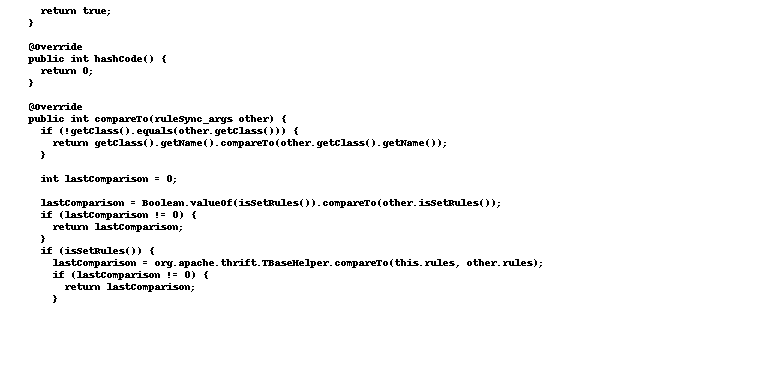 return true;
}
@Override
public int hashCode() {
return 0;
}
@Override
public int compareTo(ruleSync_args other) {
if (!getClass().equals(other.getClass())) {
return getClass().getName().compareTo(other.getClass().getName());
}
int lastComparison = 0;
lastComparison = Boolean.valueOf(isSetRules()).compareTo(other.isSetRules());
if (lastComparison != 0) {
return lastComparison;
}
if (isSetRules()) {
lastComparison = org.apache.thrift.TBaseHelper.compareTo(this.rules, other.rules);
if (lastComparison != 0) {
return lastComparison;
}